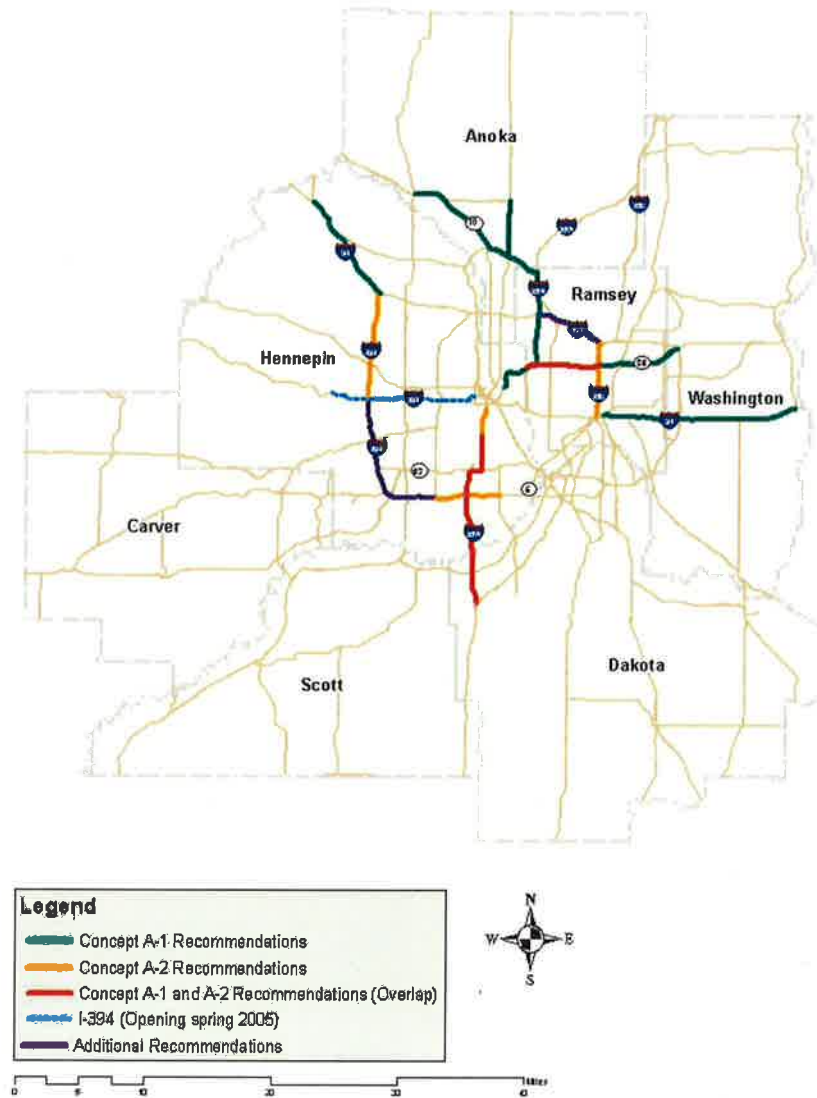 Anoka
10
Ramsey
Hennepin
Washington
Carver
Dakota
Scott
Legend
Concept A-1 Recommendations
Concept A-2 Recommendations
Concept A-1 and A-2 Recommendations (Overlap)
I-394 (Opening spring 2005)
Additional Recommendations
N
W E
S
0 10 20 30 40